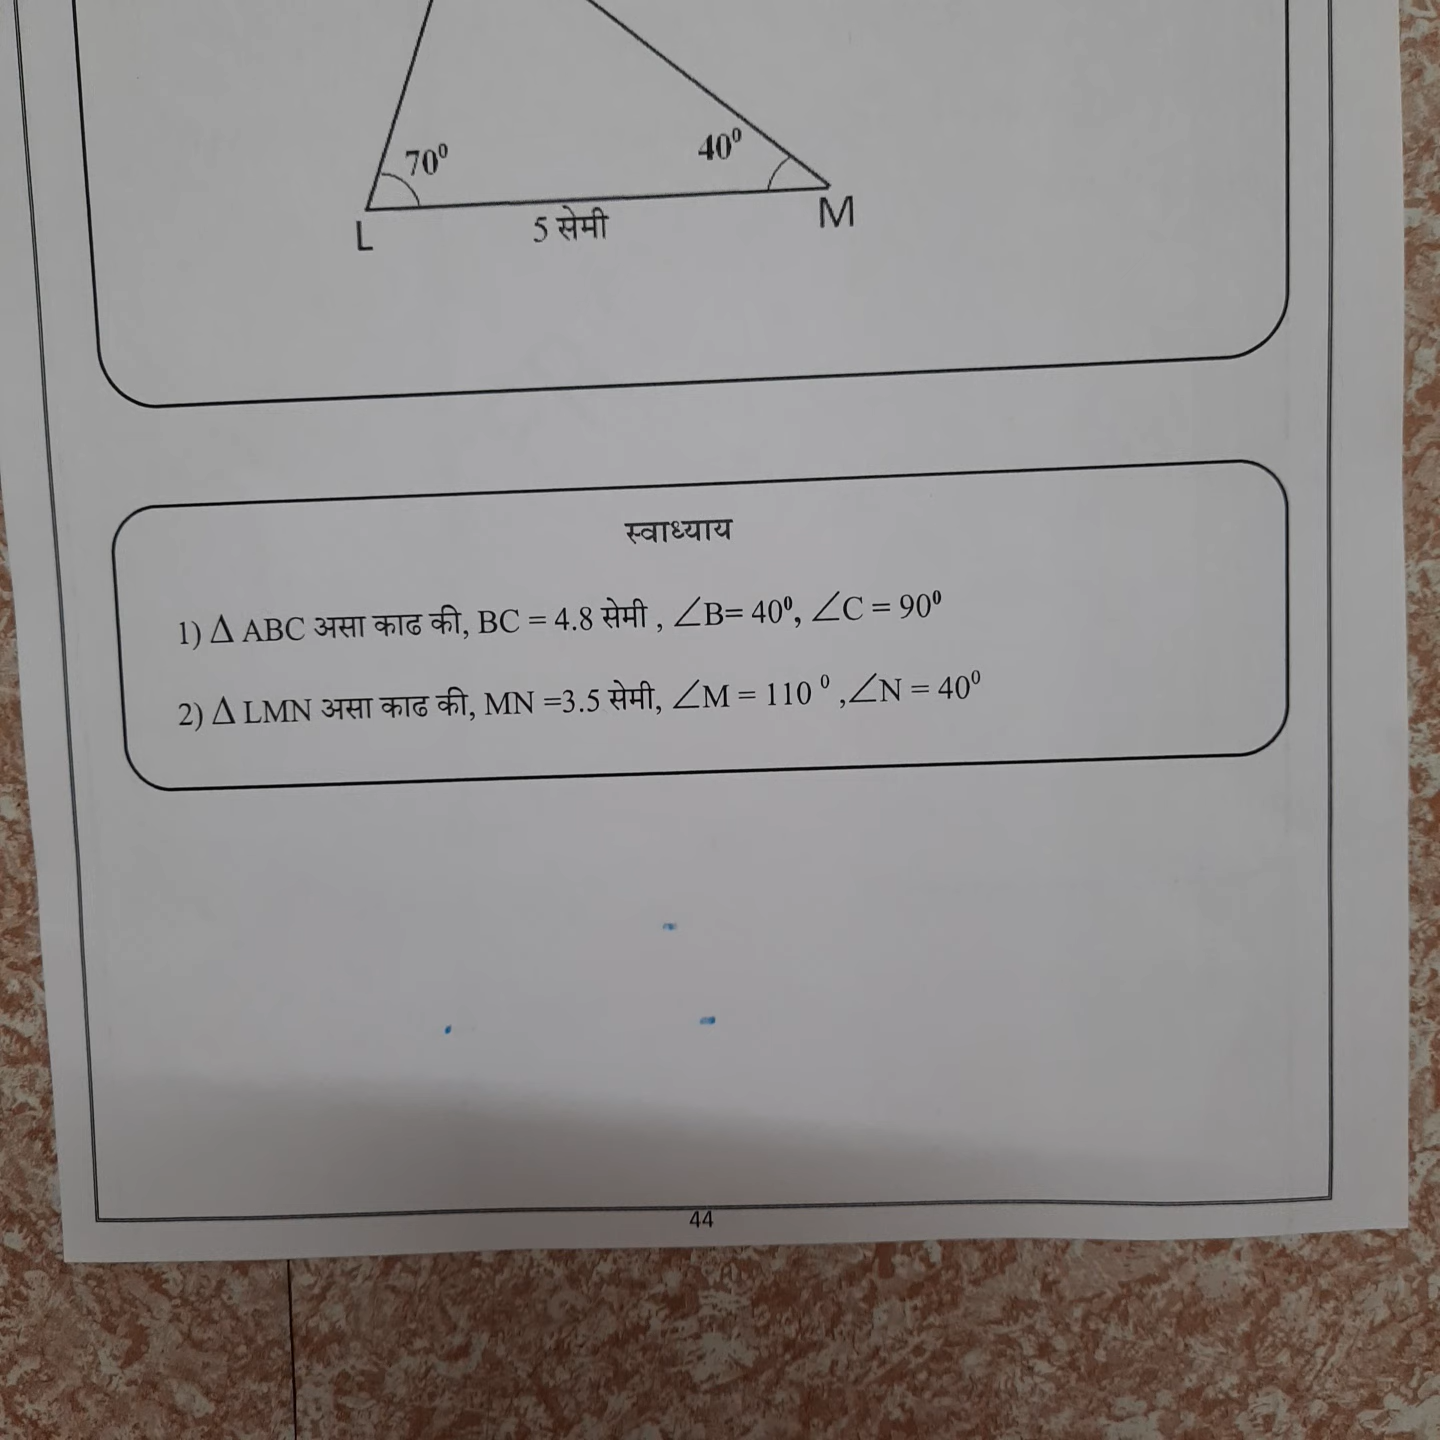 70⁰
40⁰
L
5 सेमी
M
स्वाध्याय
1) Δ ABC असा काढ की, BC = 4.8 सेमी , ∠B= 40⁰, ∠C = 90⁰
2) Δ LMN असा काढ की, MN =3.5 सेमी, ∠M = 110 ⁰ ,∠N = 40⁰
44